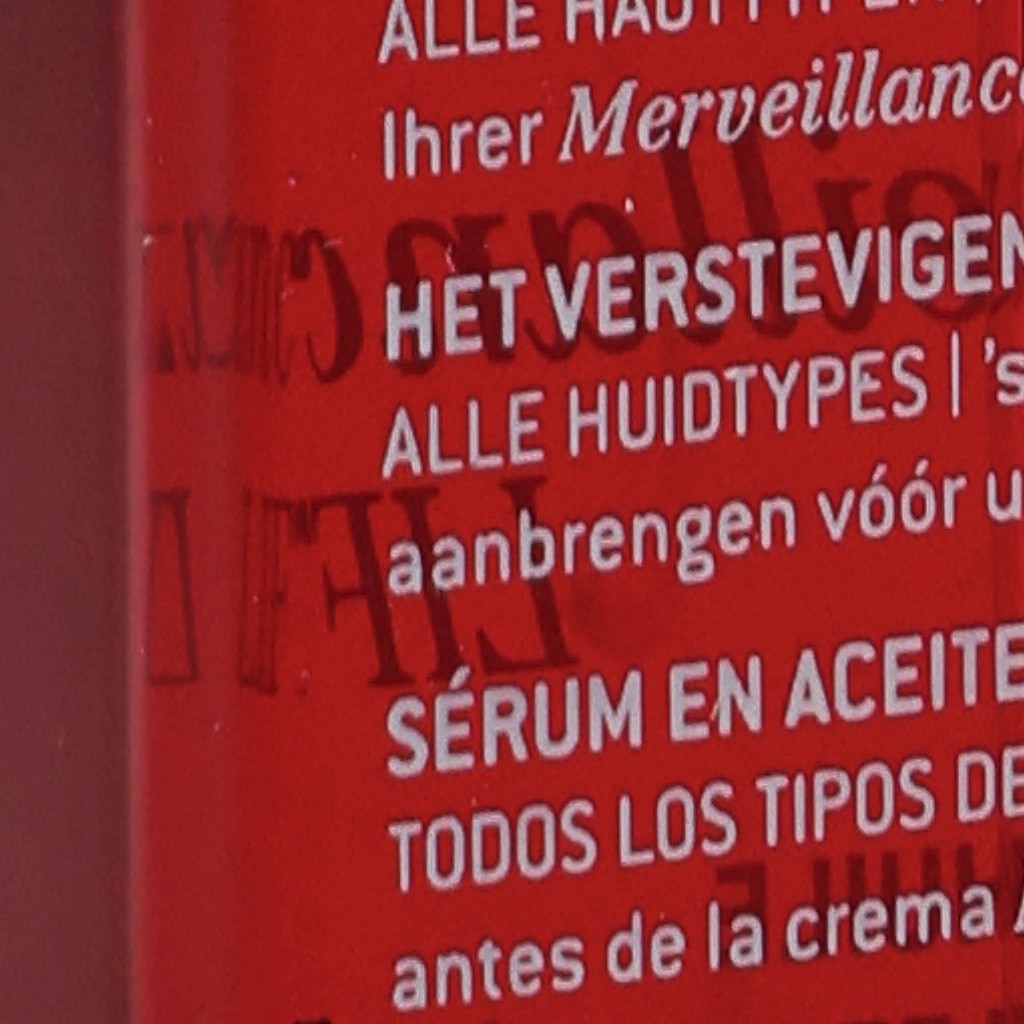 ALLE
Ihrer Merveillance
HET VERSTEVIGEN
ALLE HUIDTYPES | 's
aanbrengen vóór u
SÉRUM EN ACEITE
TODOS LOS TIPOS DE
antes de la crema